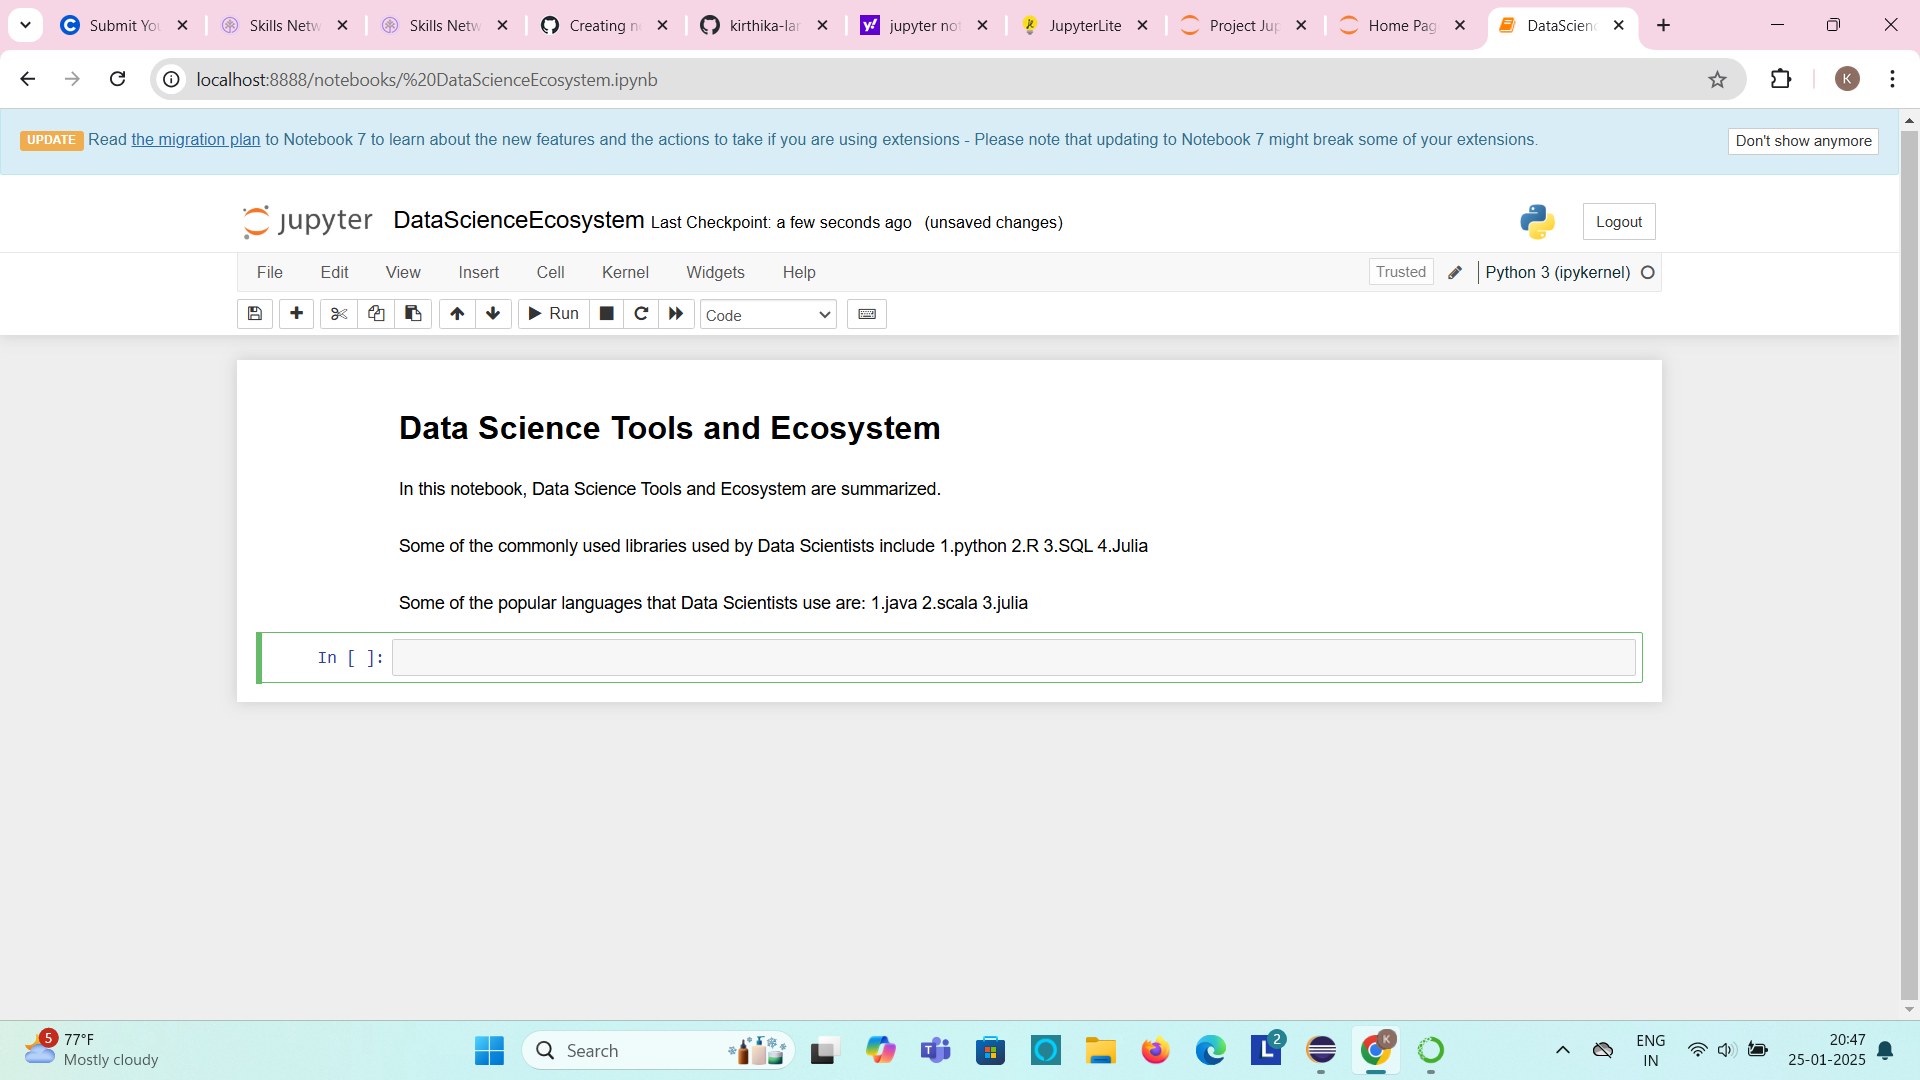 Submit Yo
Skills Netw
Skills Netw
Creating n
kirthika-lar
jupyter not
JupyterLite
Project Jup
Home Pag
DataScienc
localhost:8888/notebooks/%20DataScienceEcosystem.ipynb
K
UPDATE Read the migration plan to Notebook 7 to learn about the new features and the actions to take if you are using extensions - Please note that updating to Notebook 7 might break some of your extensions.
Don't show anymore
jupyter DataScienceEcosystem Last Checkpoint: a few seconds ago (unsaved changes)
Logout
File Edit View Insert Cell Kernel Widgets Help
Trusted
Python 3 (ipykernel)
Run
Code
Data Science Tools and Ecosystem
In this notebook, Data Science Tools and Ecosystem are summarized.
Some of the commonly used libraries used by Data Scientists include 1.python 2.R 3.SQL 4.Julia
Some of the popular languages that Data Scientists use are: 1.java 2.scala 3.julia
In [ ]:
5
77°F
Mostly cloudy
Search
L
2
K
ENG
IN
20:47
25-01-2025